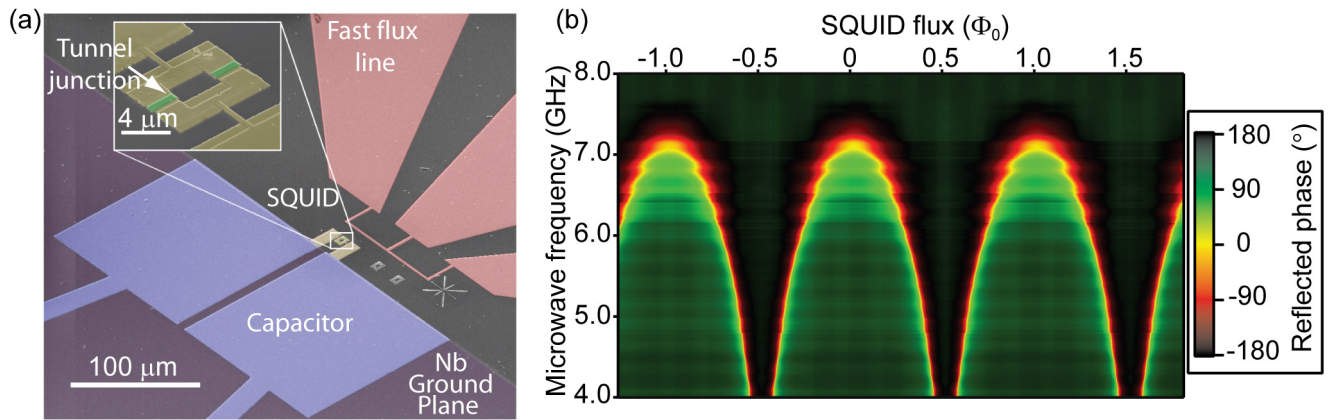 (a)
Tunnel
junction
4 μm
Fast flux
line
SQUID
Capacitor
100 μm
Nb
Ground
Plane
(b)
SQUID flux (Φ₀)
-1.0 -0.5 0 0.5 1.0 1.5
Microwave frequency (GHz)
8.0
7.0
6.0
5.0
4.0
180
90
0
-90
-180
Reflected phase (°)